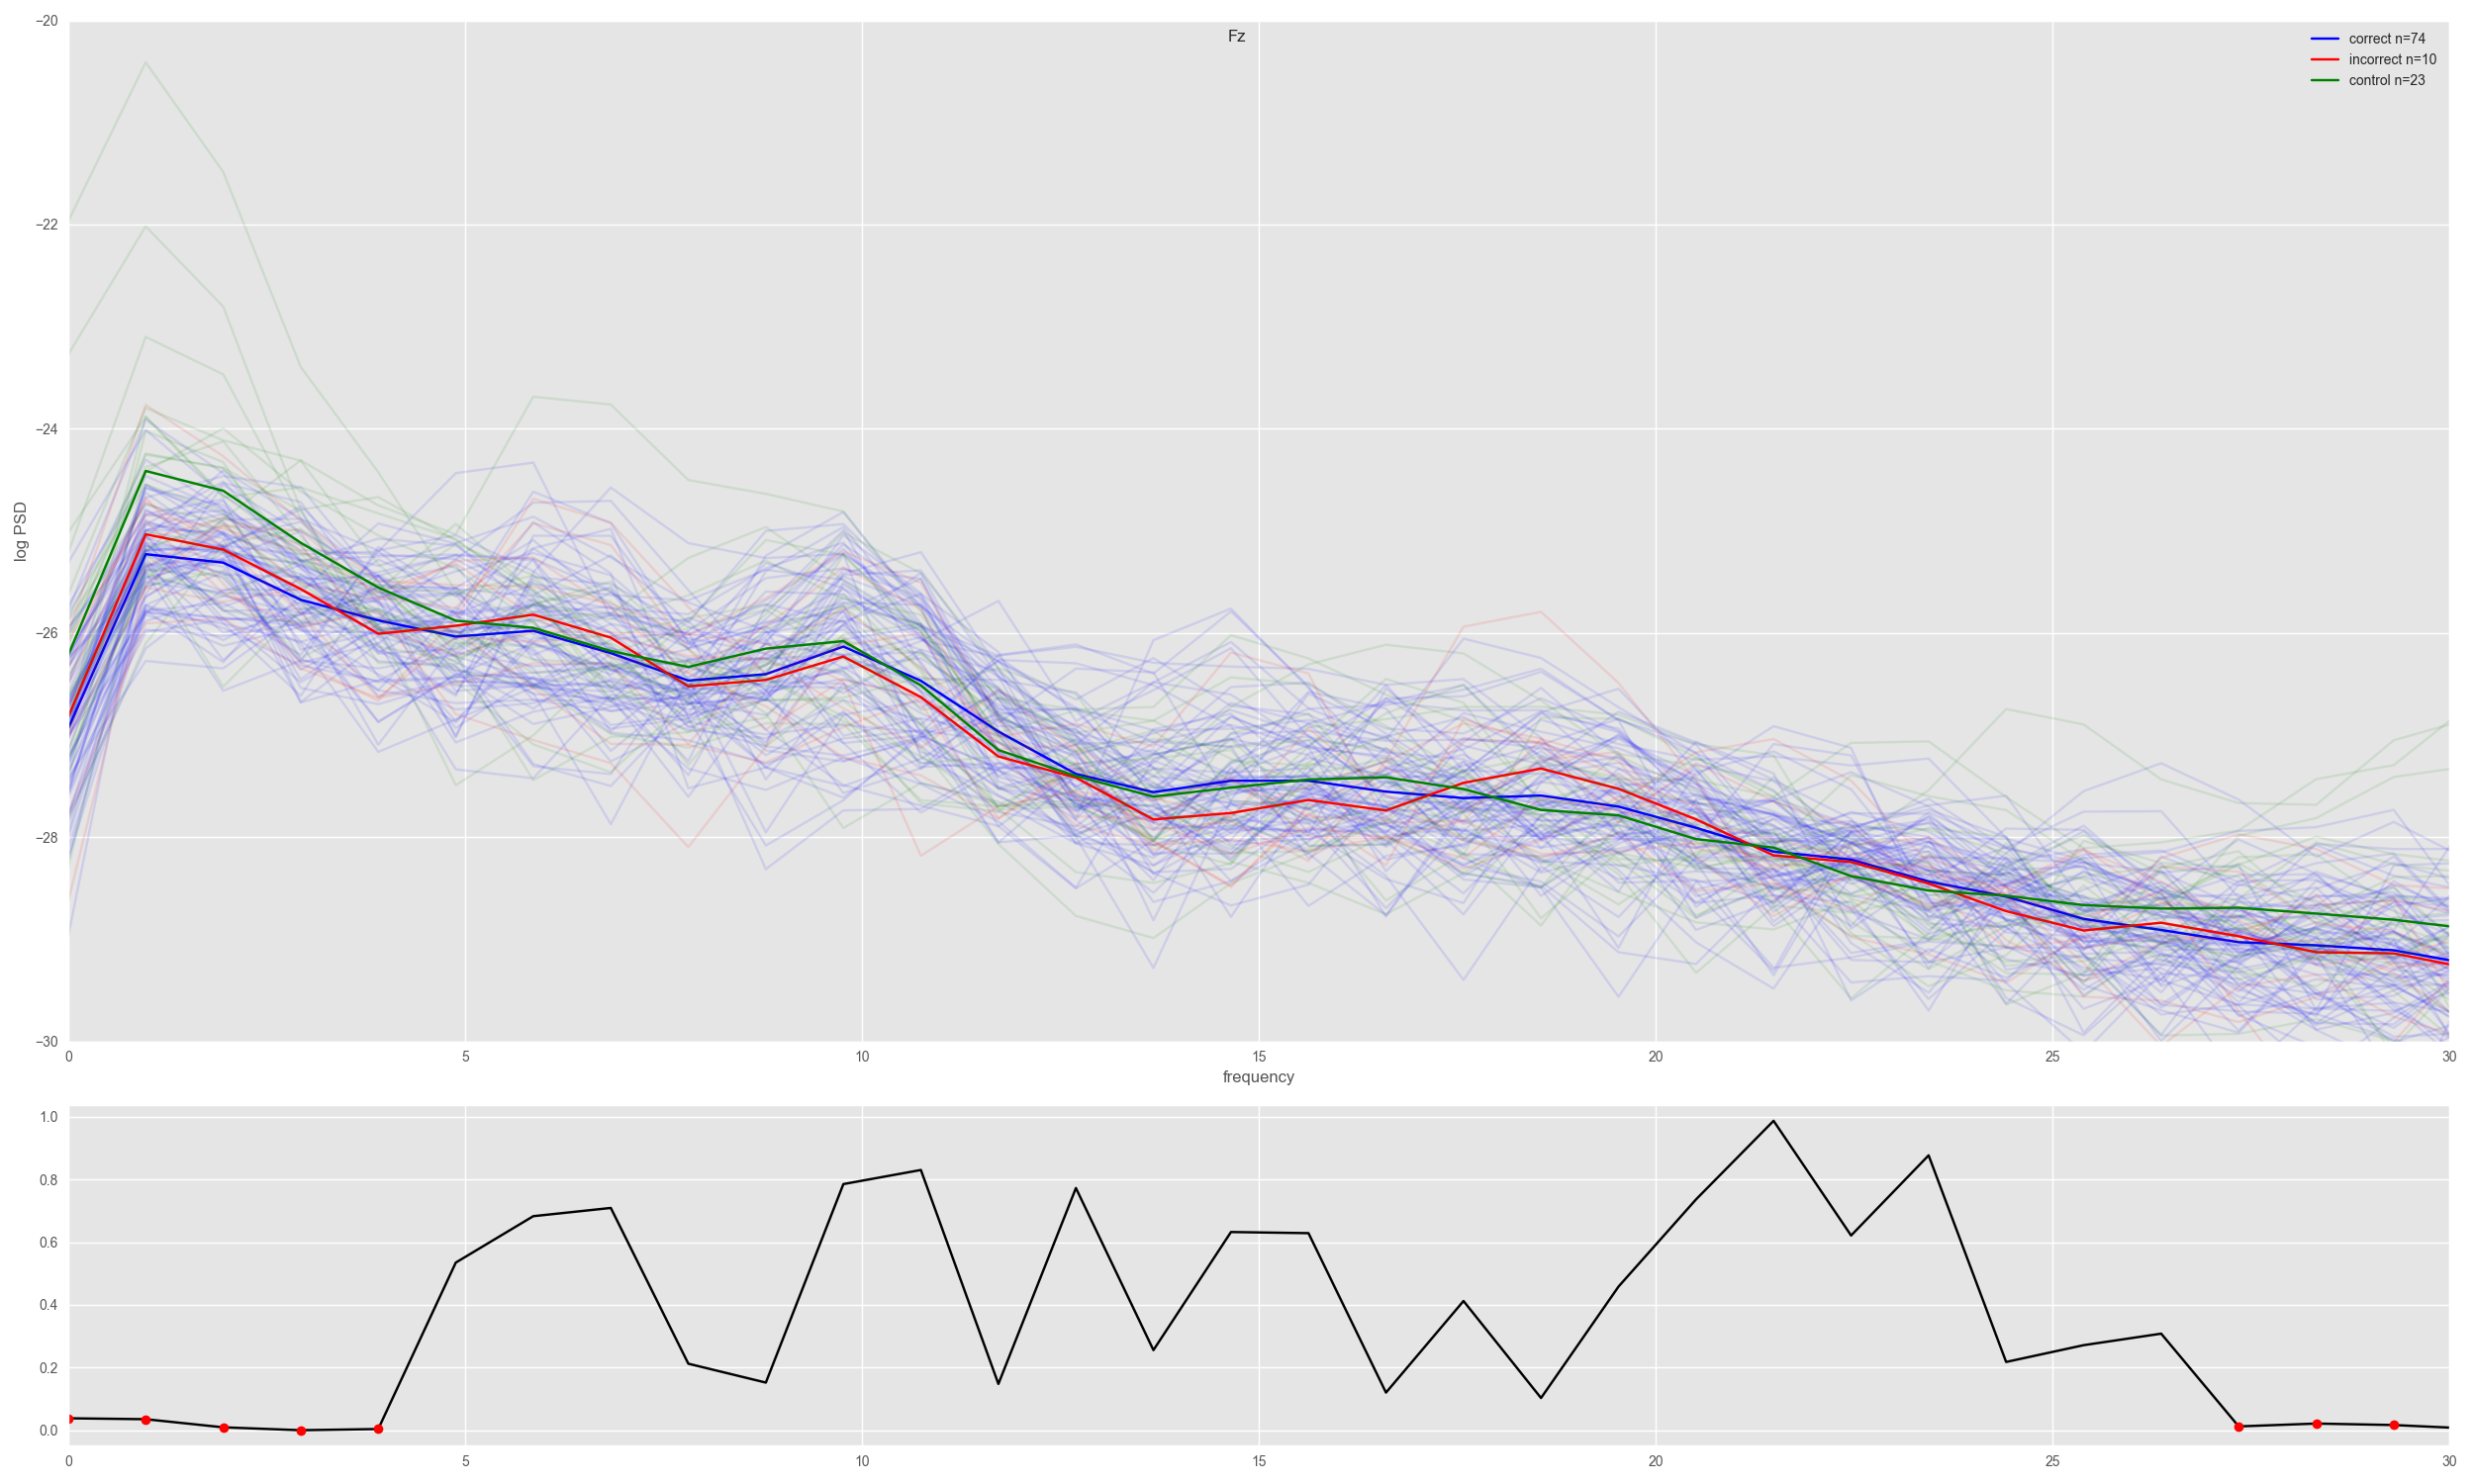 Fz
correct n=74
incorrect n=10
control n=23
log PSD
−20
−22
−24
−26
−28
−30
0 5 10 15 20 25 30
frequency
1.0
0.8
0.6
0.4
0.2
0.0
0 5 10 15 20 25 30